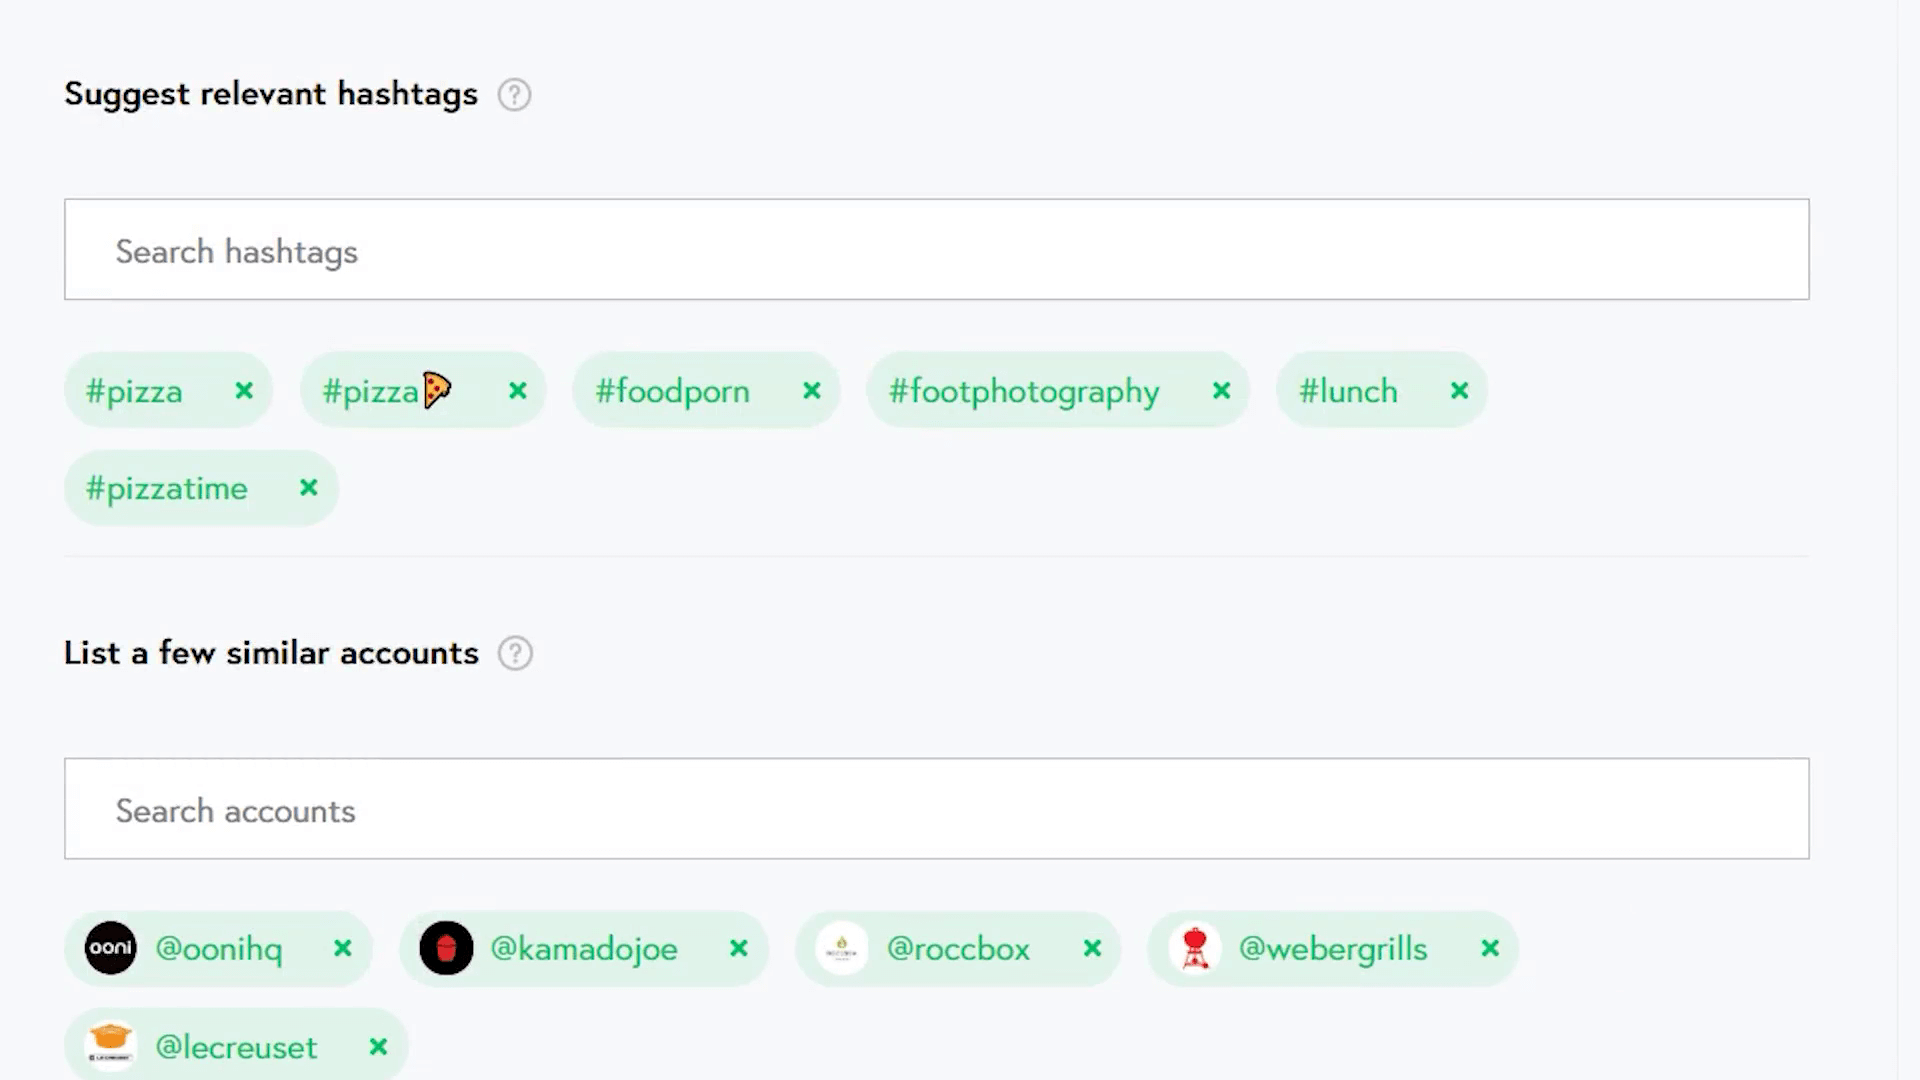 Suggest relevant hashtags ?
Search hashtags
#pizza × #pizza🍕 × #foodporn × #footphotography × #lunch ×
#pizzatime ×
List a few similar accounts ?
Search accounts
ooni @oonihq × @kamadojoe × @roccbox × @webergrills ×
@lecreuset ×